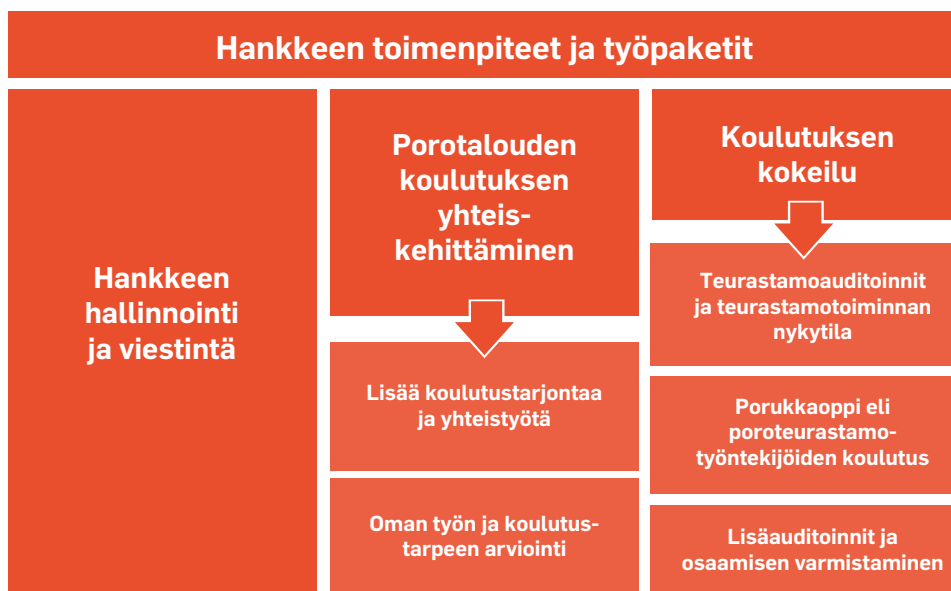 Hankkeen toimenpiteet ja työpaketit
Hankkeen
hallinnointi
ja viestintä
Porotalouden
koulutuksen
yhteis-
kehittäminen
Lisää koulutustarjontaa
ja yhteistyötä
Oman työn ja koulutus-
tarpeen arviointi
Koulutuksen
kokeilu
Teurastamoauditoinnit
ja teurastamotoiminnan
nykytila
Porukkaoppi eli
poroteurastamo-
työntekijöiden koulutus
Lisäauditoinnit ja
osaamisen varmistaminen